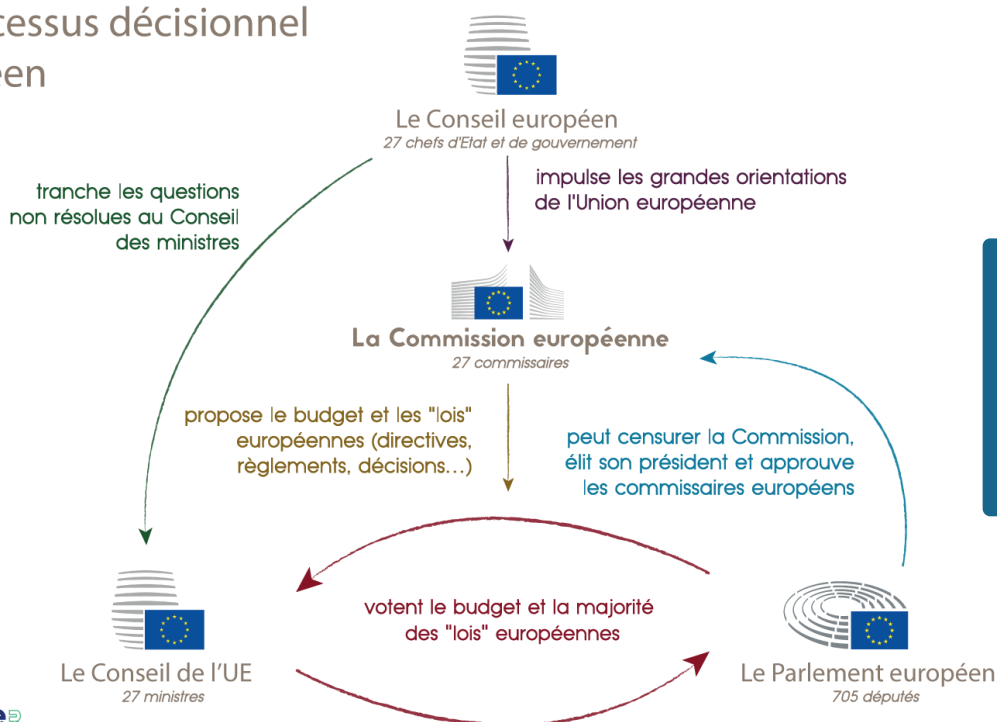 cessus décisionnel
éen
Le Conseil européen
27 chefs d'Etat et de gouvernement
tranche les questions
non résolues au Conseil
des ministres
impulse les grandes orientations
de l'Union européenne
La Commission européenne
27 commissaires
propose le budget et les "lois"
européennes (directives,
règlements, décisions...)
peut censurer la Commission,
élit son président et approuve
les commissaires européens
votent le budget et la majorité
des "lois" européennes
Le Conseil de l'UE
27 ministres
Le Parlement européen
705 députés